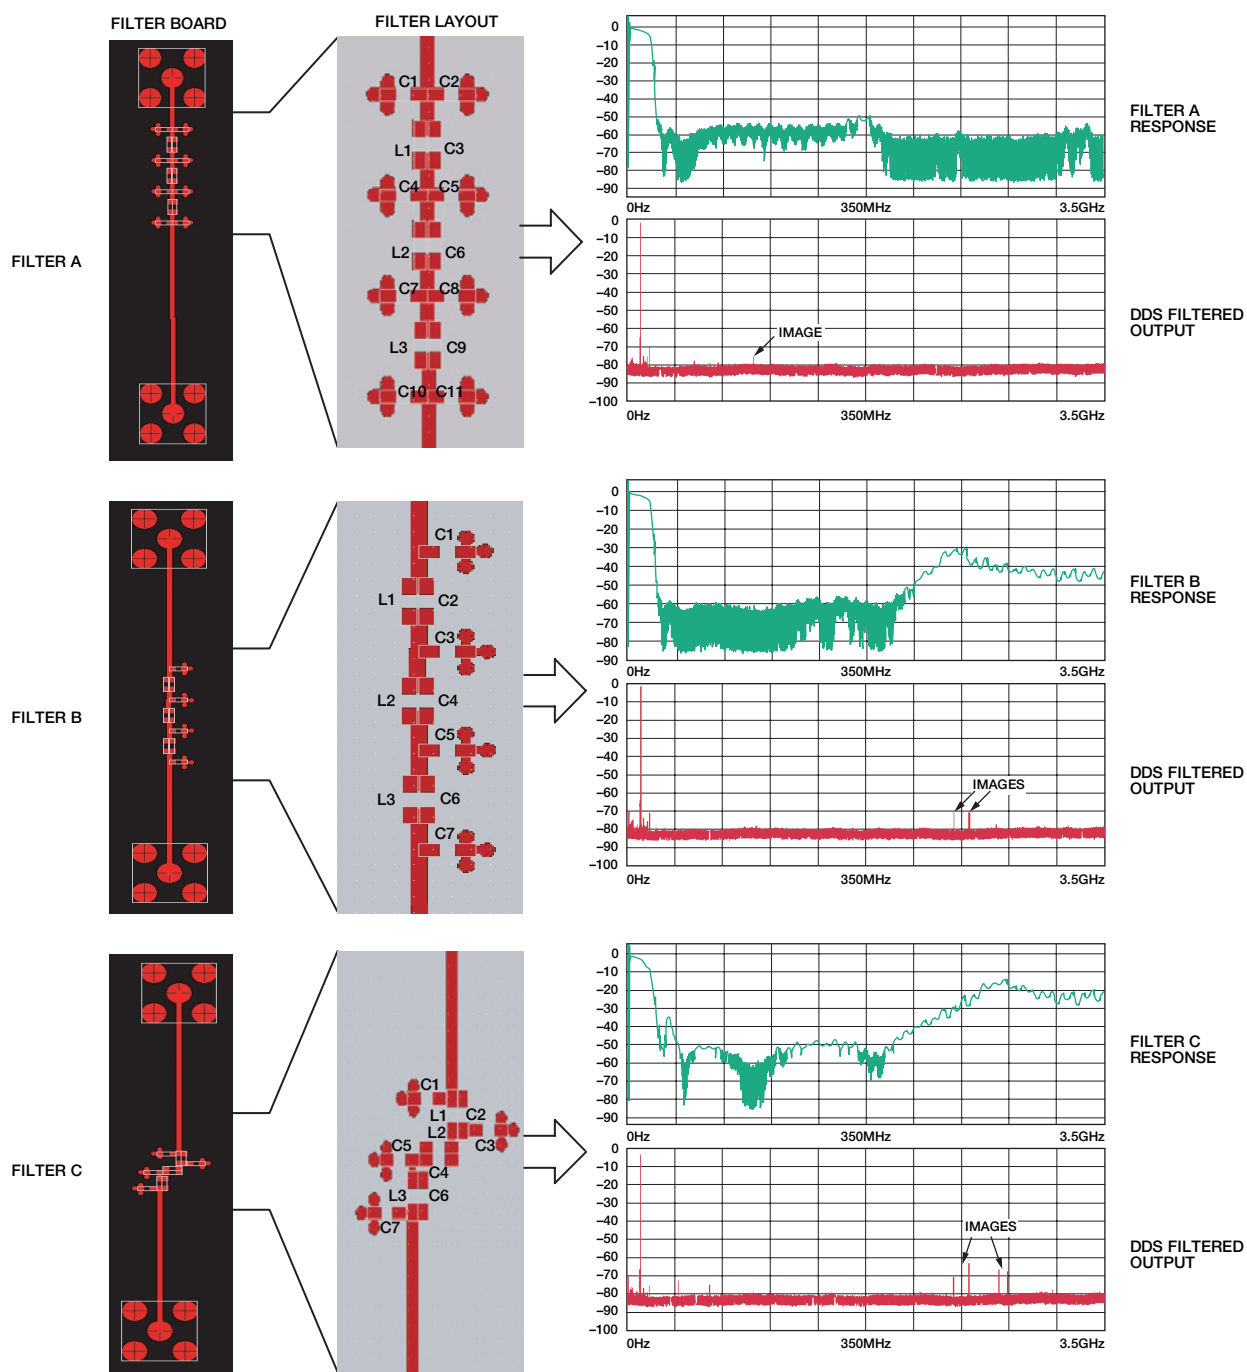 FILTER BOARD
FILTER LAYOUT
FILTER A
C1 C2
L1 C3
C4 C5
L2 C6
C7 C8
L3 C9
C10 C11
0
–10
–20
–30
–40
–50
–60
–70
–80
–90
0Hz 350MHz 3.5GHz
FILTER A
RESPONSE
0
–10
–20
–30
–40
–50
–60
–70
–80
–90
–100
IMAGE
0Hz 350MHz 3.5GHz
DDS FILTERED
OUTPUT
FILTER B
C1
L1 C2
C3
L2 C4
C5
L3 C6
C7
0
–10
–20
–30
–40
–50
–60
–70
–80
–90
0Hz 350MHz 3.5GHz
FILTER B
RESPONSE
0
–10
–20
–30
–40
–50
–60
–70
–80
–90
–100
IMAGES
0Hz 350MHz 3.5GHz
DDS FILTERED
OUTPUT
FILTER C
C1
L1 C2
L2
C5 C3
C4
L3 C6
C7
0
–10
–20
–30
–40
–50
–60
–70
–80
–90
0Hz 350MHz 3.5GHz
FILTER C
RESPONSE
0
–10
–20
–30
–40
–50
–60
–70
–80
–90
–100
IMAGES
0Hz 350MHz 3.5GHz
DDS FILTERED
OUTPUT